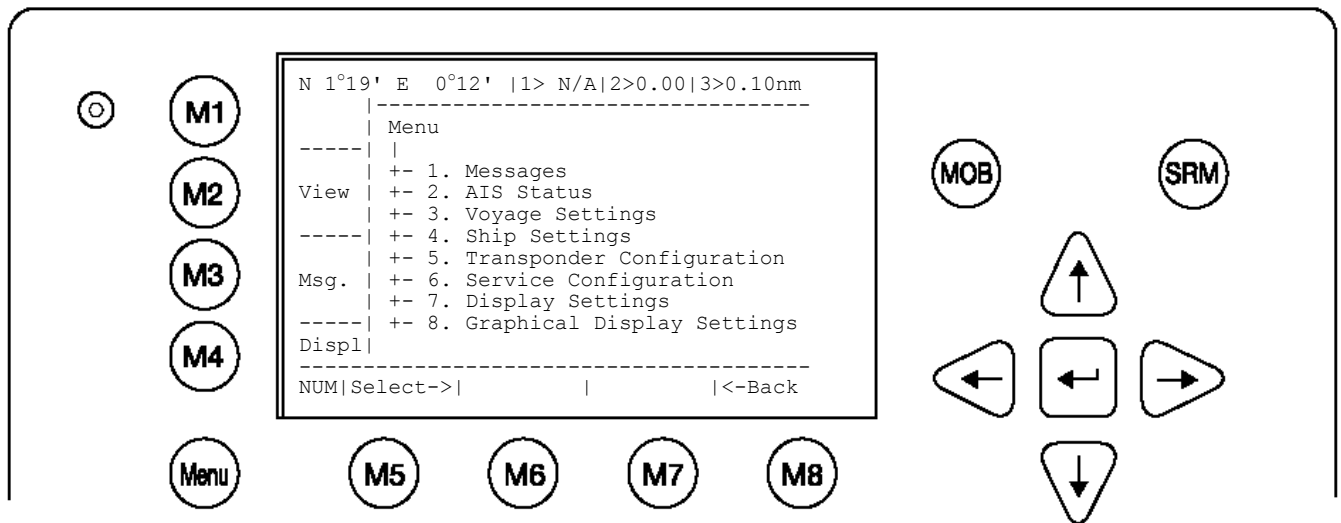 N 1°19' E 0°12' |1> N/A|2>0.00|3>0.10nm
M1
Menu
MOB
SRM
+- 1. Messages
M2
View | +- 2. AIS Status
+- 3. Voyage Settings
+- 4. Ship Settings
+- 5. Transponder Configuration
M3
Msg. | +- 6. Service Configuration
+- 7. Display Settings
+- 8. Graphical Display Settings
M4
Displ|
NUM|Select->| | |<-Back
Menu
M5
M6
M7
M8